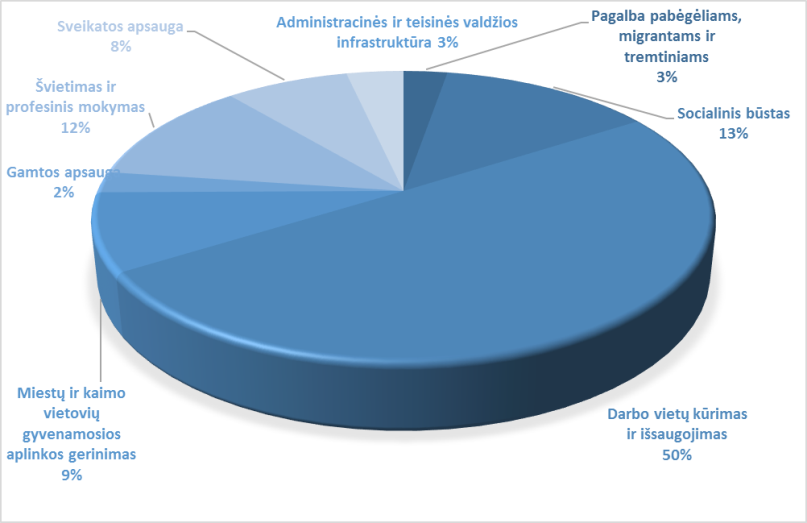 Sveikatos apsauga
8%
Administracinės ir teisinės valdžios
infrastruktūra 3%
Pagalba pabėgėliams,
migrantams ir
tremtiniams
3%
Socialinis būstas
13%
Švietimas ir
profesinis mokymas
12%
Gamtos apsauga
2%
Miestų ir kaimo
vietovių
gyvenamosios
aplinkos gerinimas
9%
Darbo vietų kūrimas
ir išsaugojimas
50%